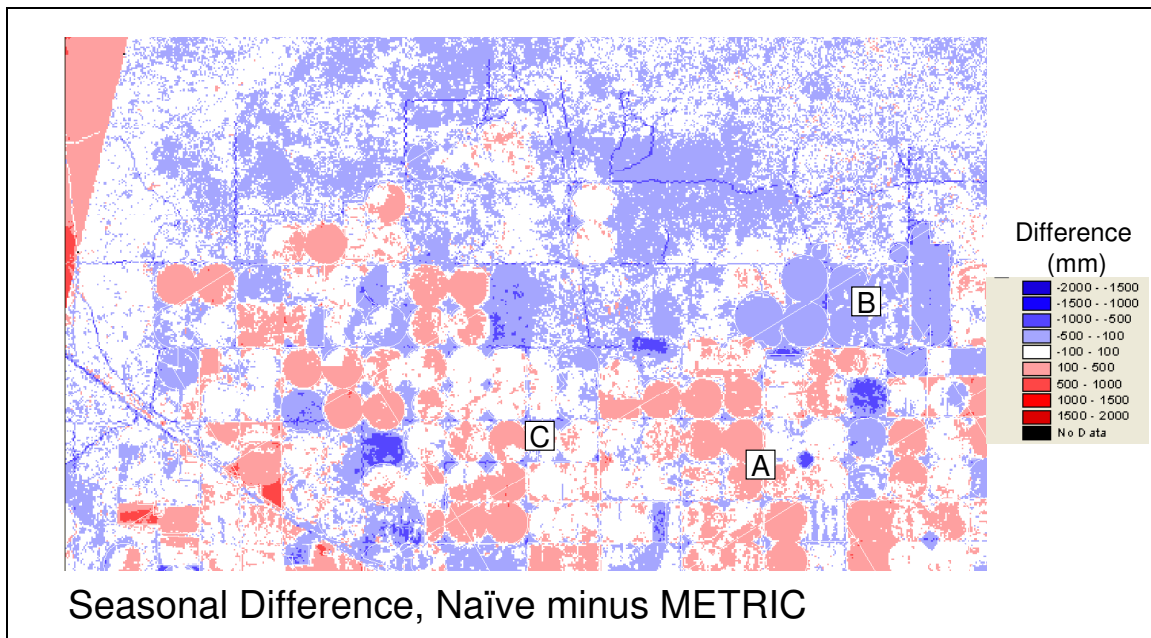 B
C
A
Difference
(mm)
-2000 - -1500
-1500 - -1000
-1000 - -500
-500 - -100
-100 - 100
100 - 500
500 - 1000
1000 - 1500
1500 - 2000
No Data
Seasonal Difference, Naïve minus METRIC